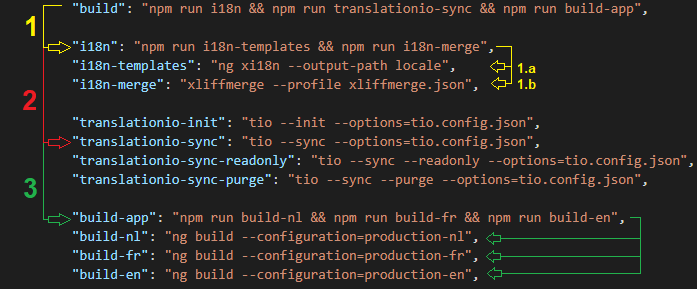 "build": "npm run i18n && npm run translationio-sync && npm run build-app",
1
"i18n": "npm run i18n-templates && npm run i18n-merge",
"i18n-templates": "ng xi18n --output-path locale", 1.a
"i18n-merge": "xliffmerge --profile xliffmerge.json", 1.b
2
"translationio-init": "tio --init --options=tio.config.json",
"translationio-sync": "tio --sync --options=tio.config.json",
"translationio-sync-readonly": "tio --sync --readonly --options=tio.config.json",
"translationio-sync-purge": "tio --sync --purge --options=tio.config.json",
3
"build-app": "npm run build-nl && npm run build-fr && npm run build-en",
"build-nl": "ng build --configuration=production-nl",
"build-fr": "ng build --configuration=production-fr",
"build-en": "ng build --configuration=production-en",